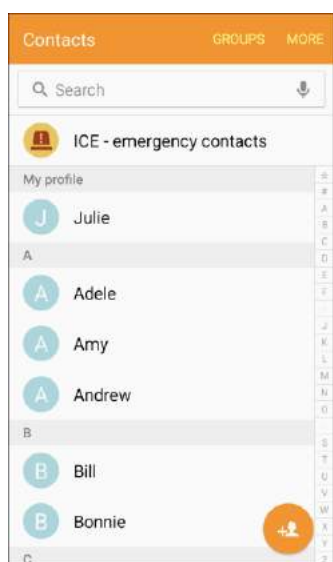 Contacts GROUPS MORE
Search
ICE - emergency contacts
My profile
J Julie
A
A Adele
A Amy
A Andrew
B
B Bill
B Bonnie
C
#
A
B
C
D
E
F
J
K
L
M
N
O
S
T
U
V
W
X
Y
Z